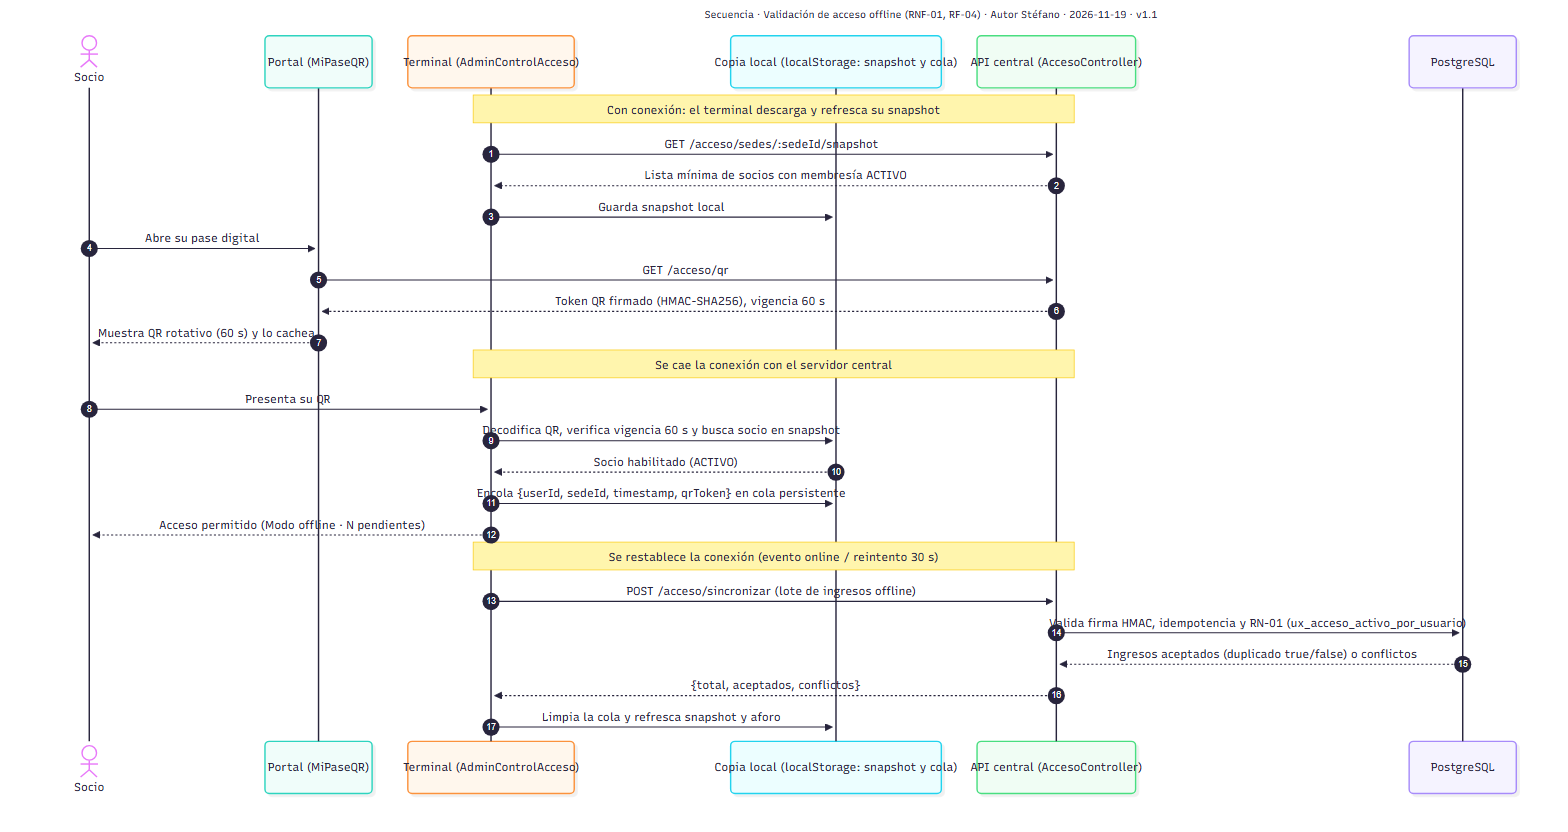 Secuencia · Validación de acceso offline (RNF-01, RF-04) · Autor Stéfano · 2026-11-19 · v1.1
Socio
Portal (MiPaseQR)
Terminal (AdminControlAcceso)
Copia local (localStorage: snapshot y cola)
API central (AccesoController)
PostgreSQL
Con conexión: el terminal descarga y refresca su snapshot
GET /acceso/sedes/:sedeId/snapshot
1
Lista mínima de socios con membresía ACTIVO
2
Guarda snapshot local
3
Abre su pase digital
4
GET /acceso/qr
5
Token QR firmado (HMAC-SHA256), vigencia 60 s
6
Muestra QR rotativo (60 s) y lo cachea
7
Se cae la conexión con el servidor central
Presenta su QR
8
Decodifica QR, verifica vigencia 60 s y busca socio en snapshot
9
Socio habilitado (ACTIVO)
10
Encola {userId, sedeId, timestamp, qrToken} en cola persistente
11
Acceso permitido (Modo offline · N pendientes)
12
Se restablece la conexión (evento online / reintento 30 s)
POST /acceso/sincronizar (lote de ingresos offline)
13
Valida firma HMAC, idempotencia y RN-01 (ux_acceso_activo_por_usuario)
14
Ingresos aceptados (duplicado true/false) o conflictos
15
{total, aceptados, conflictos}
16
Limpia la cola y refresca snapshot y aforo
17
Socio
Portal (MiPaseQR)
Terminal (AdminControlAcceso)
Copia local (localStorage: snapshot y cola)
API central (AccesoController)
PostgreSQL